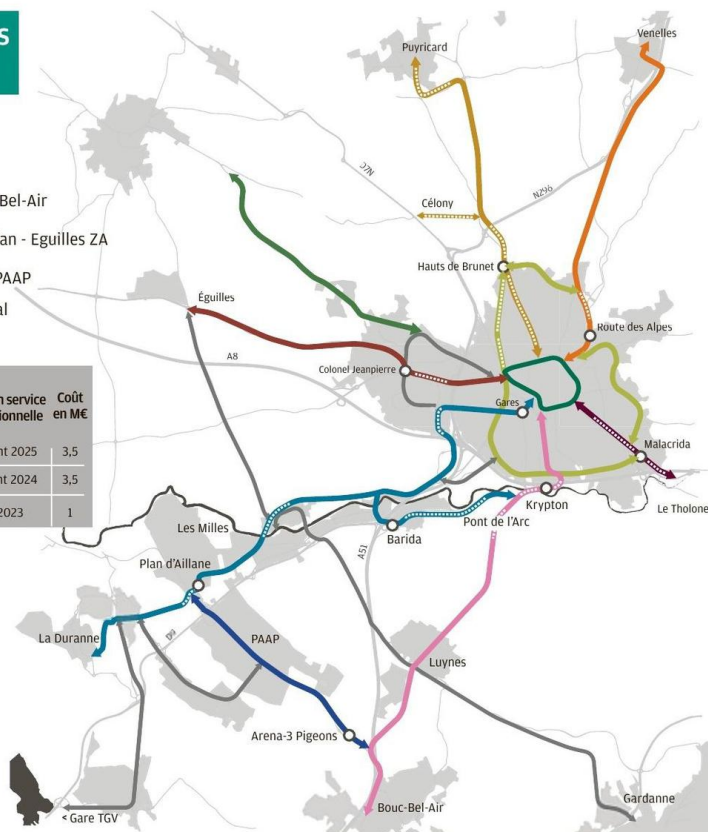 S
Bel-Air
an - Eguilles ZA
PAAP
al
n service
ionnelle
Coût
en M€
nt 2025
3,5
nt 2024
3,5
2023
1
Puyricard
Venelles
D7N
N296
Célony
Hauts de Brunet
Éguilles
Route des Alpes
A8
Colonel Jeanpierre
Gares
Malacrida
Krypton
Le Tholone
Les Milles
Pont de l'Arc
Barida
A51
Plan d'Aillane
La Duranne
D9
PAAP
Luynes
Arena-3 Pigeons
Bouc-Bel-Air
Gardanne
< Gare TGV